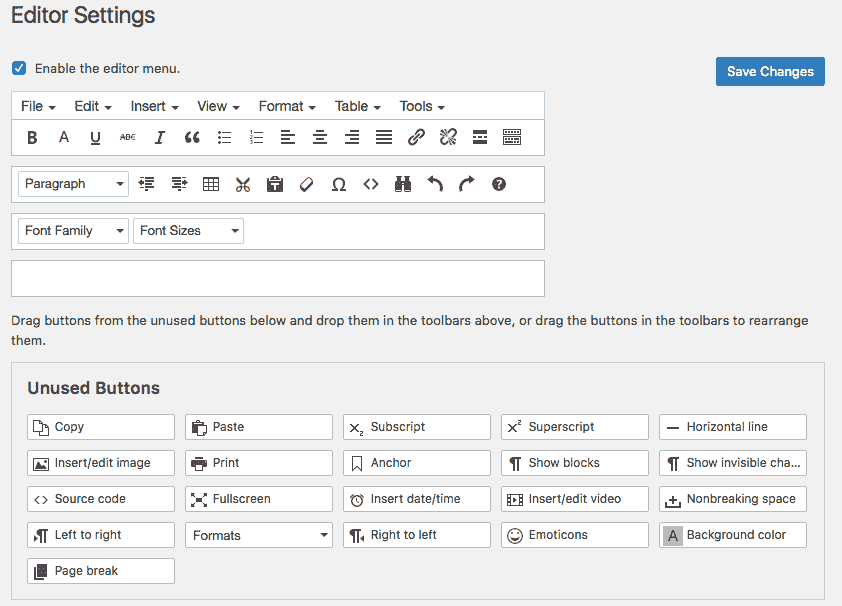 Editor Settings
Enable the editor menu.
Save Changes
File Edit Insert View Format Table Tools
B A U ABC I
Paragraph T Ω <> ?
Font Family Font Sizes
Drag buttons from the unused buttons below and drop them in the toolbars above, or drag the buttons in the toolbars to rearrange
them.
Unused Buttons
Copy Paste X2 Subscript X2 Superscript Horizontal line
Insert/edit image Print Anchor ¶ Show blocks ¶ Show invisible cha...
<> Source code Fullscreen Insert date/time Insert/edit video Nonbreaking space
¶ Left to right Formats ¶ Right to left Emoticons A Background color
Page break